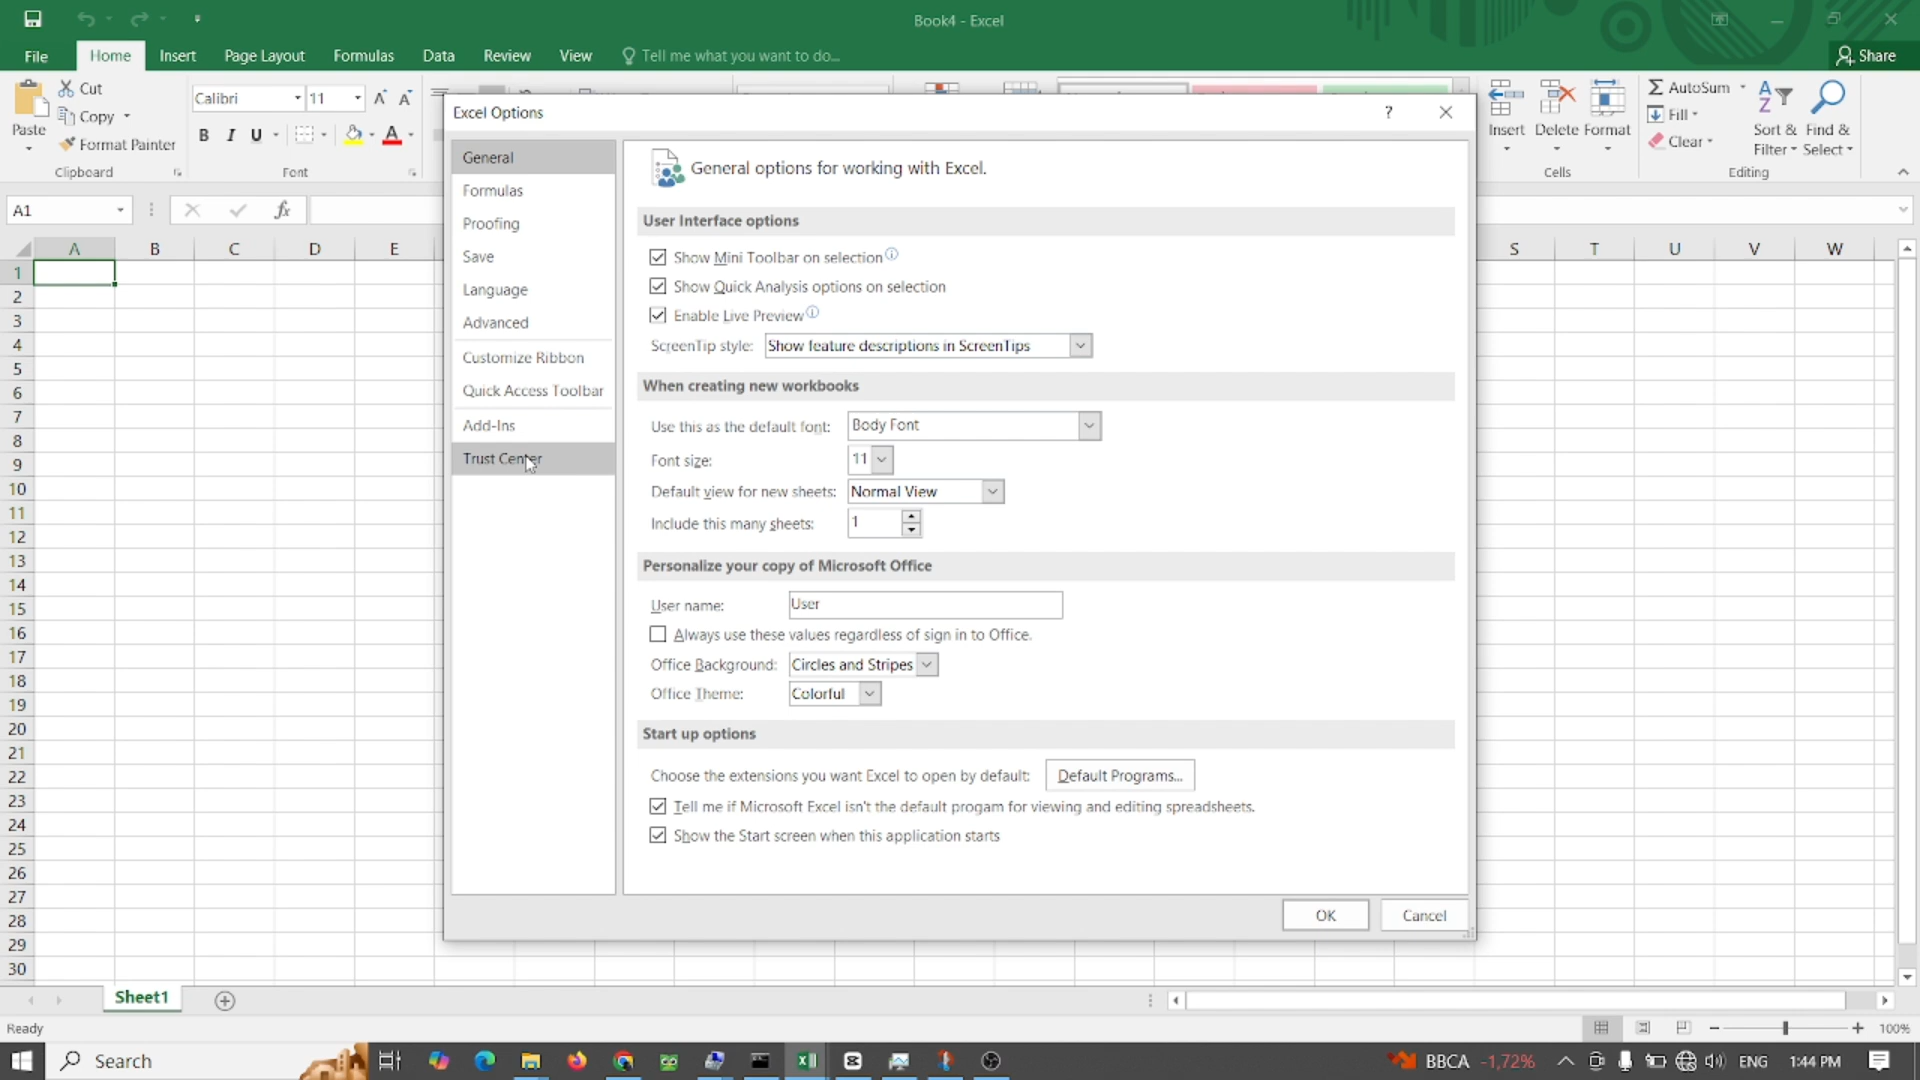 Book4 - Excel
File Home Insert Page Layout Formulas Data Review View Tell me what you want to do... Share
Paste
Cut
Copy
Format Painter
Clipboard
Calibri 11
B I U
Font
Insert Delete Format
Cells
AutoSum
Fill
Clear
Sort & Filter
Find & Select
Editing
A1
fx
A B C D E S T U V W
1
2
3
4
5
6
7
8
9
10
11
12
13
14
15
16
17
18
19
20
21
22
23
24
25
26
27
28
29
30
Excel Options ?
General
Formulas
Proofing
Save
Language
Advanced
Customize Ribbon
Quick Access Toolbar
Add-Ins
Trust Center
General options for working with Excel.
User Interface options
Show Mini Toolbar on selection
Show Quick Analysis options on selection
Enable Live Preview
ScreenTip style: Show feature descriptions in ScreenTips
When creating new workbooks
Use this as the default font: Body Font
Font size: 11
Default view for new sheets: Normal View
Include this many sheets: 1
Personalize your copy of Microsoft Office
User name: User
Always use these values regardless of sign in to Office.
Office Background: Circles and Stripes
Office Theme: Colorful
Start up options
Choose the extensions you want Excel to open by default: Default Programs...
Tell me if Microsoft Excel isn't the default progam for viewing and editing spreadsheets.
Show the Start screen when this application starts
OK Cancel
Sheet1
Ready 100%
Search BBCA -1,72% ENG 1:44 PM